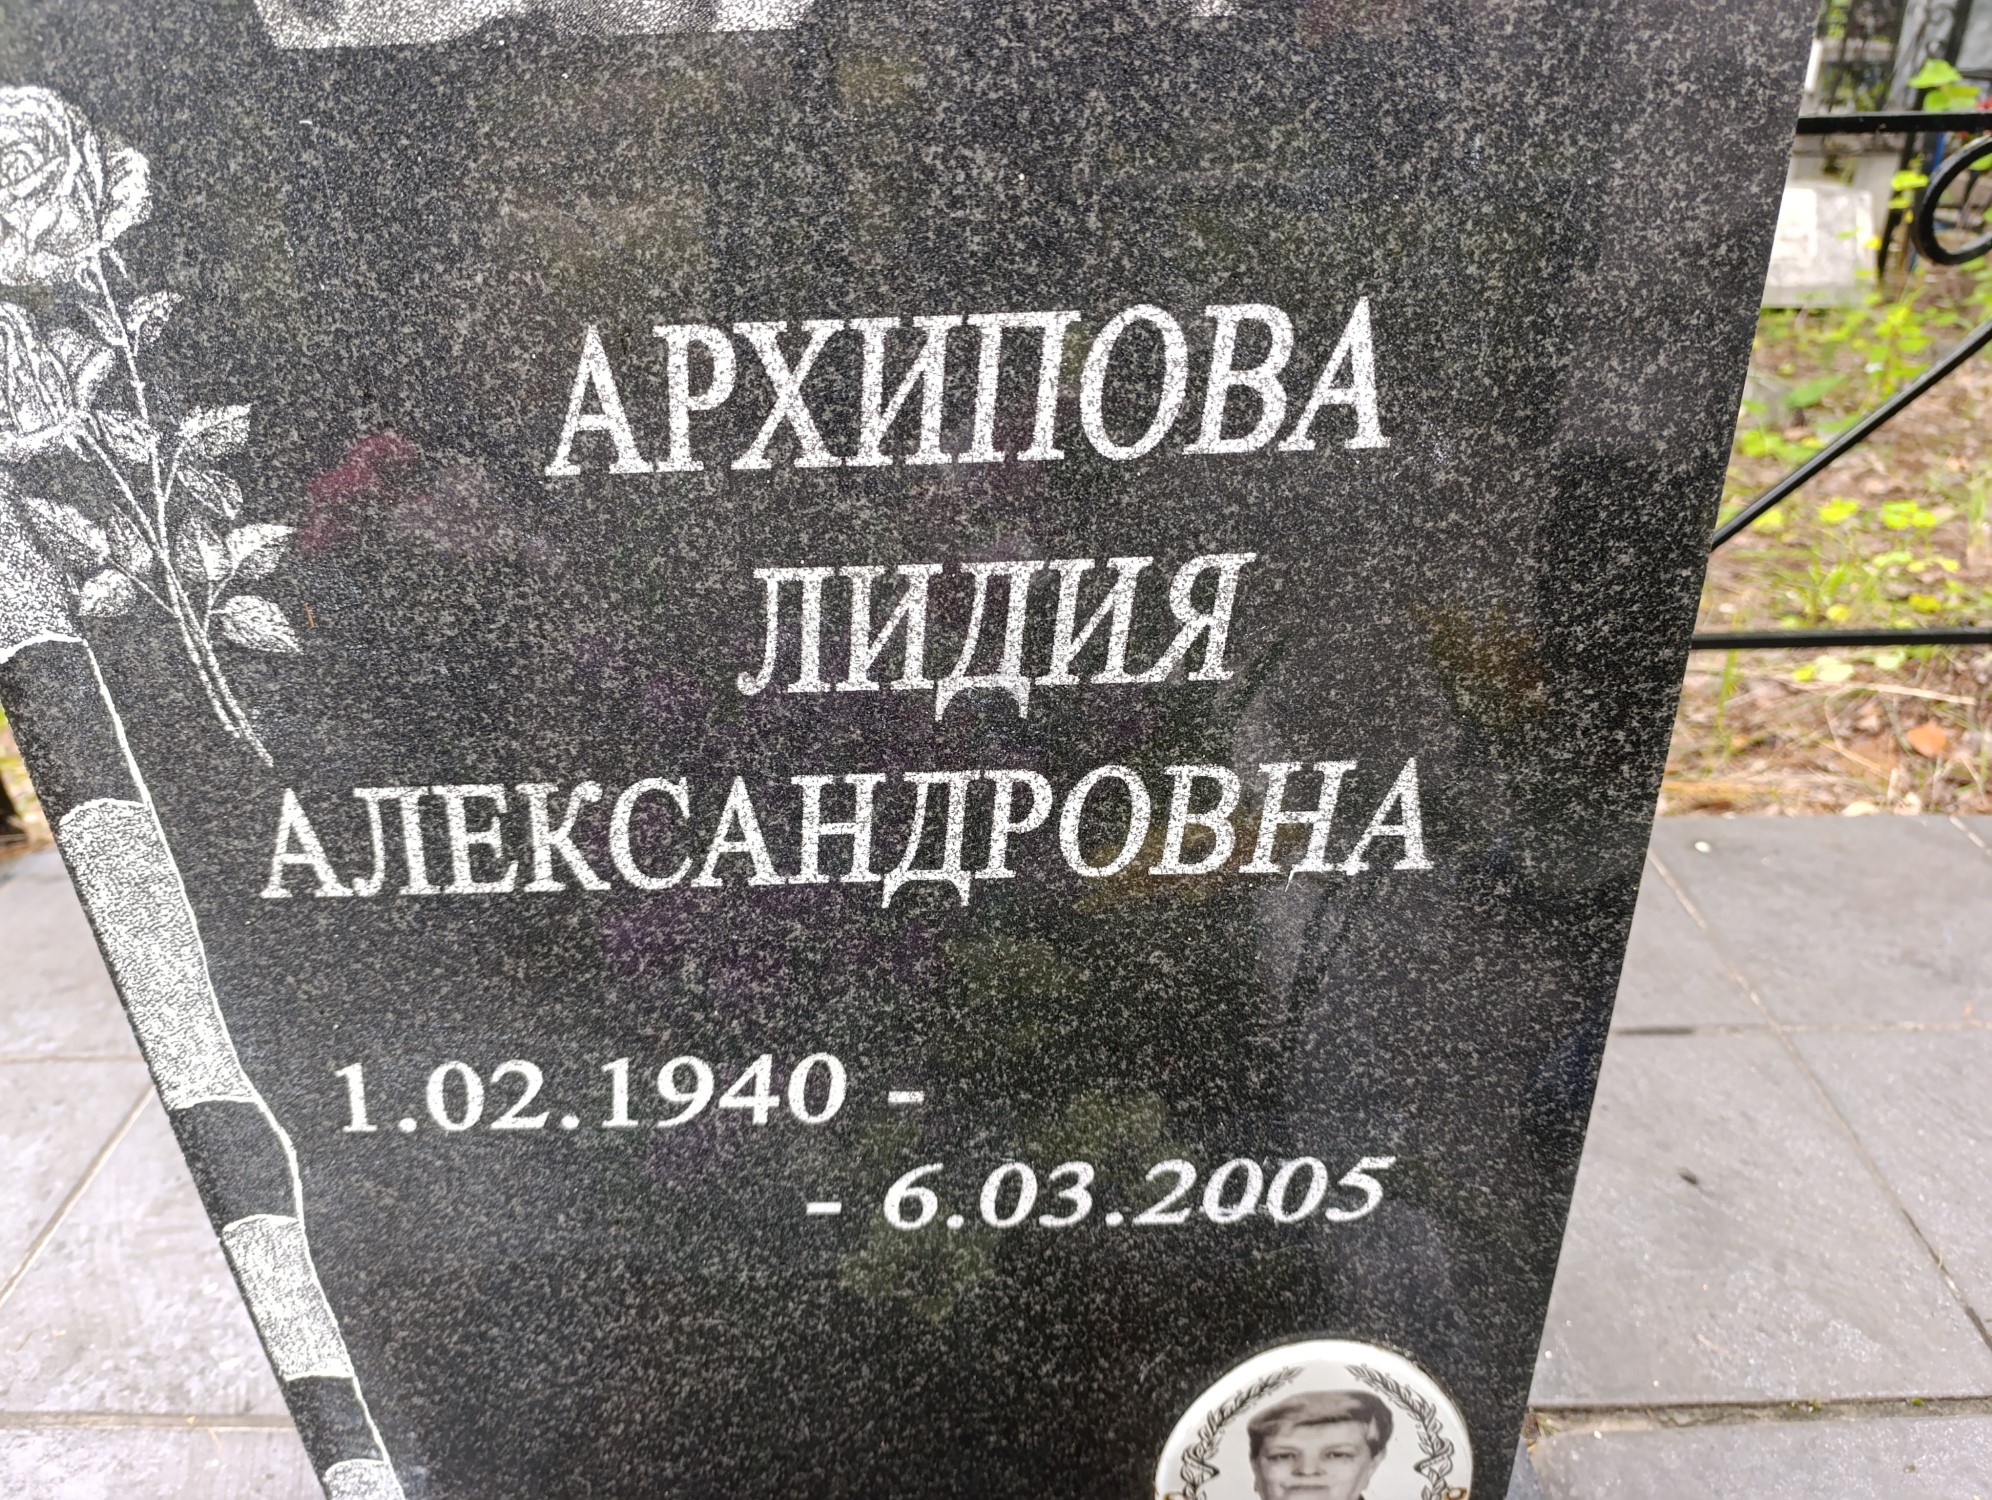 АРХИПОВА
ЛИДИЯ
АЛЕКСАНДРОВНА
1.02.1940 -
- 6.03.2005